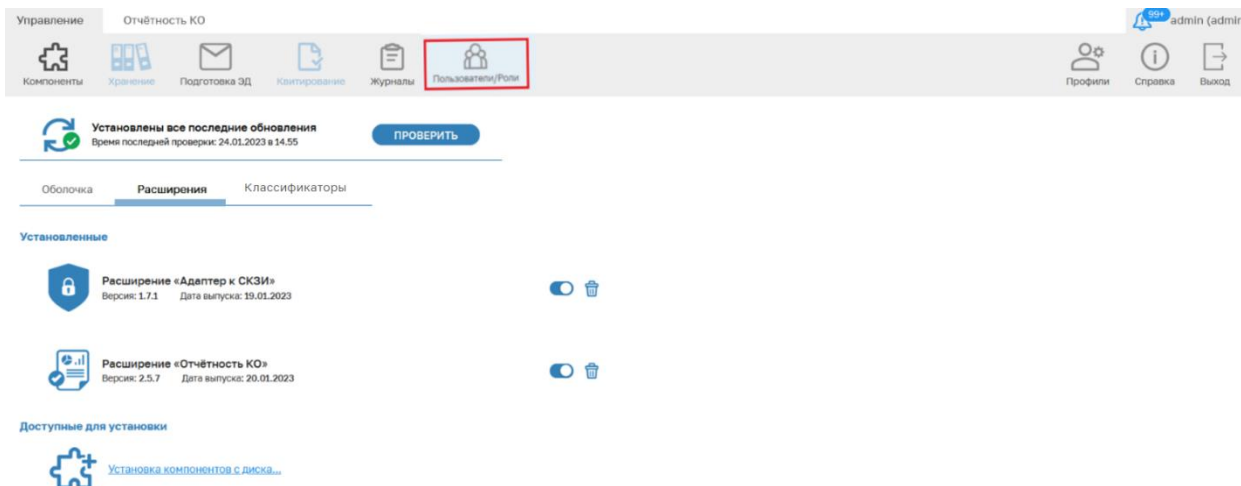 Управление Отчётность КО 99+ admin (admin
Компоненты Хранение Подготовка ЭД Квитирование Журналы Пользователи/Роли Профили Справка Выход
Установлены все последние обновления
Время последней проверки: 24.01.2023 в 14.55
ПРОВЕРИТЬ
Оболочка Расширения Классификаторы
Установленные
Расширение «Адаптер к СКЗИ»
Версия: 1.7.1 Дата выпуска: 19.01.2023
Расширение «Отчётность КО»
Версия: 2.5.7 Дата выпуска: 20.01.2023
Доступные для установки
Установка компонентов с диска...